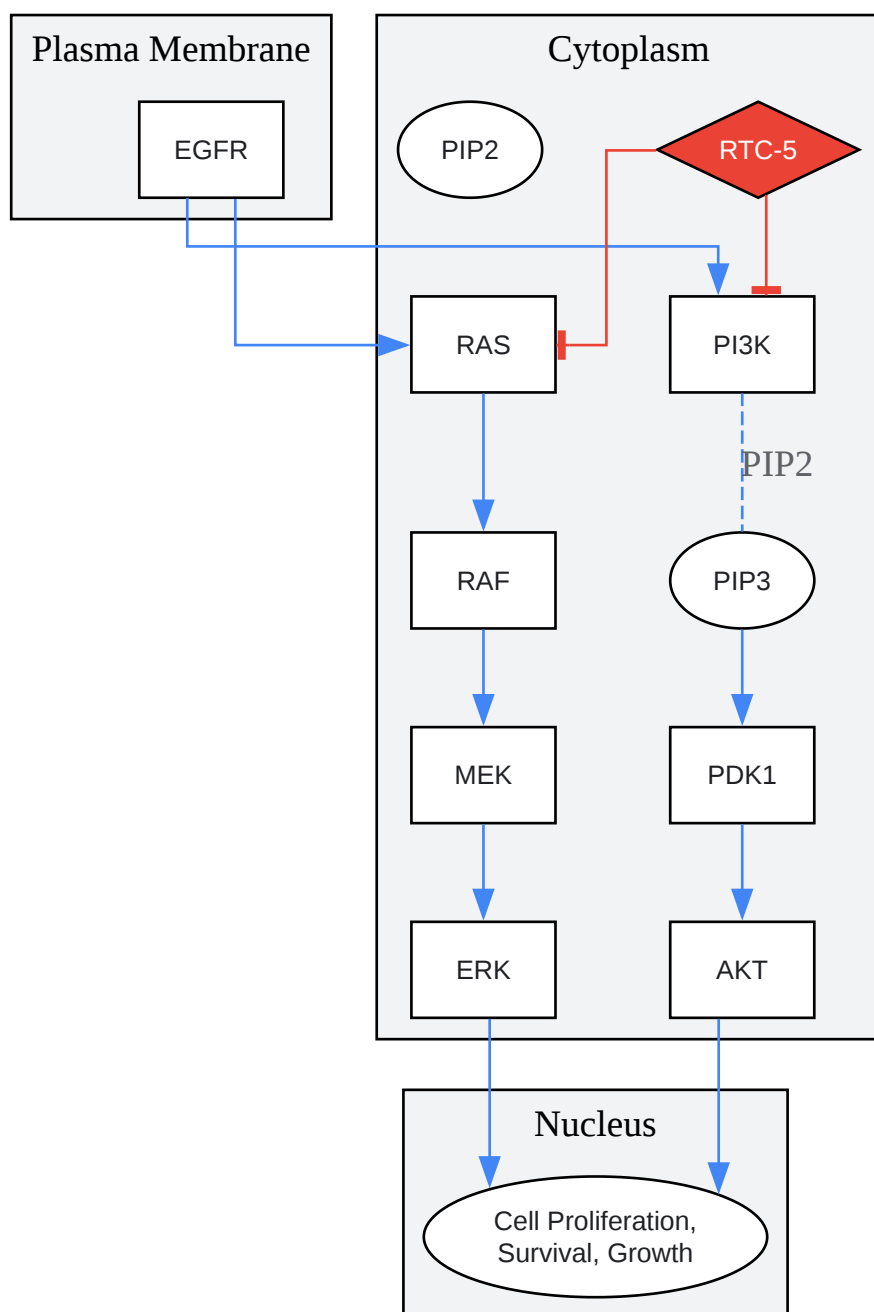 Plasma Membrane
Cytoplasm
EGFR
PIP2
RTC-5
RAS
PI3K
PIP2
RAF
PIP3
MEK
PDK1
ERK
AKT
Nucleus
Cell Proliferation,
Survival, Growth